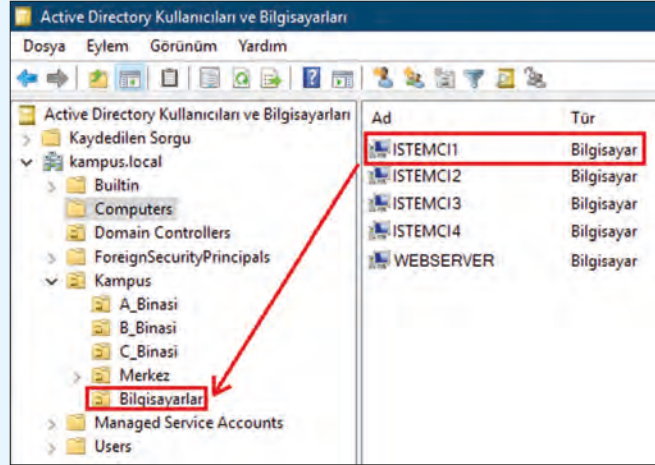 Active Directory Kullanıcıları ve Bilgisayarları
Dosya Eylem Görünüm Yardım
Active Directory Kullanıcıları ve Bilgisayarları
Kaydedilen Sorgu
kampus.local
Builtin
Computers
Domain Controllers
ForeignSecurityPrincipals
Kampus
A_Binasi
B_Binasi
C_Binasi
Merkez
Bilgisayarlar
Managed Service Accounts
Users
Ad Tür
ISTEMCI1 Bilgisayar
ISTEMCI2 Bilgisayar
ISTEMCI3 Bilgisayar
ISTEMCI4 Bilgisayar
WEBSERVER Bilgisayar